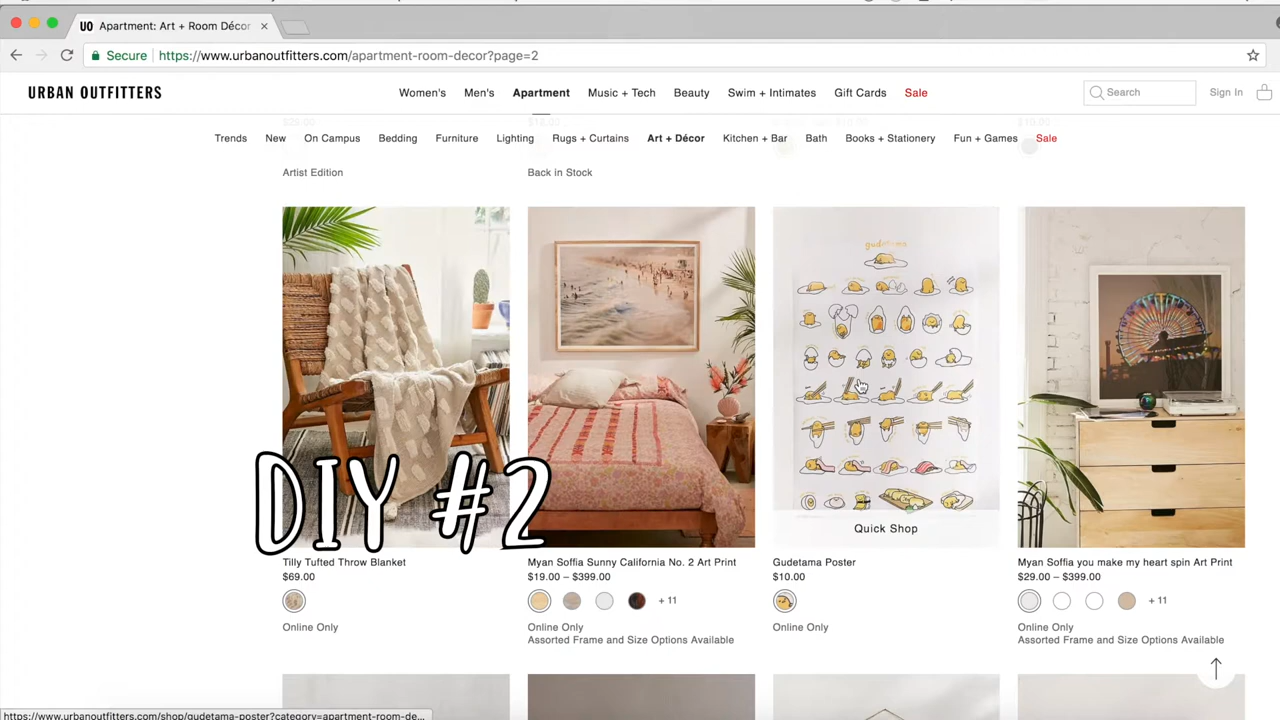 UO Apartment: Art + Room Décor
Secure https://www.urbanoutfitters.com/apartment-room-decor?page=2
URBAN OUTFITTERS Women's Men's Apartment Music + Tech Beauty Swim + Intimates Gift Cards Sale Search Sign In
$29.00 $10.00
Trends New On Campus Bedding Furniture Lighting Rugs + Curtains Art + Décor Kitchen + Bar Bath Books + Stationery Fun + Games Sale
Artist Edition Back in Stock
gudetama
Quick Shop
DIY #2
Tilly Tufted Throw Blanket Myan Soffia Sunny California No. 2 Art Print Gudetama Poster Myan Soffia you make my heart spin Art Print
$69.00 $19.00 – $399.00 $10.00 $29.00 – $399.00
+ 11 + 11
Online Only Online Only Online Only Online Only
Assorted Frame and Size Options Available Assorted Frame and Size Options Available
https://www.urbanoutfitters.com/shop/gudetama-poster?category=apartment-room-de...